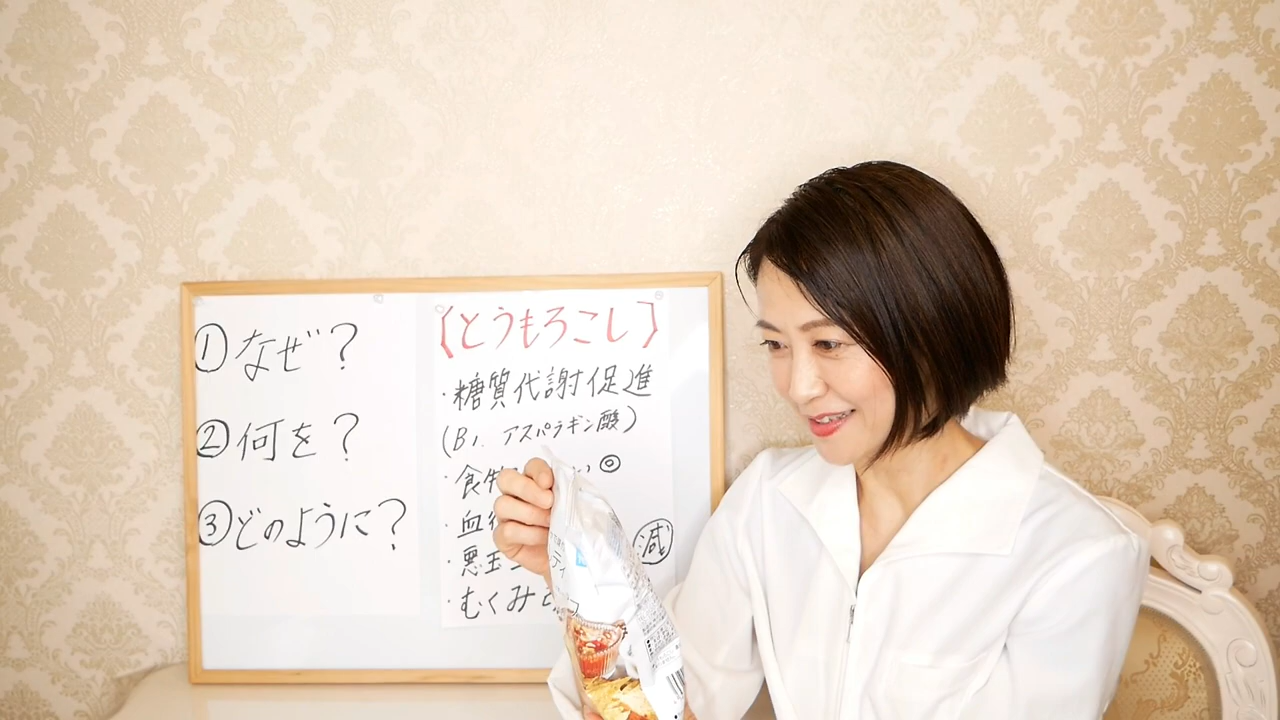 ①なぜ？
②何を？
③どのように？
【とうもろこし】
・糖質代謝促進
（B1．アスパラギン酸）
・食物 ◎
・血
・悪玉 減
・むくみ